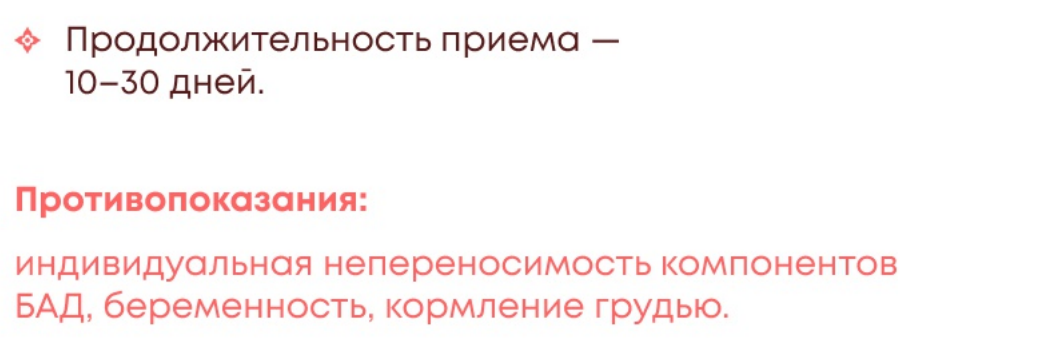 Продолжительность приема —
10–30 дней.
Противопоказания:
индивидуальная непереносимость компонентов
БАД, беременность, кормление грудью.